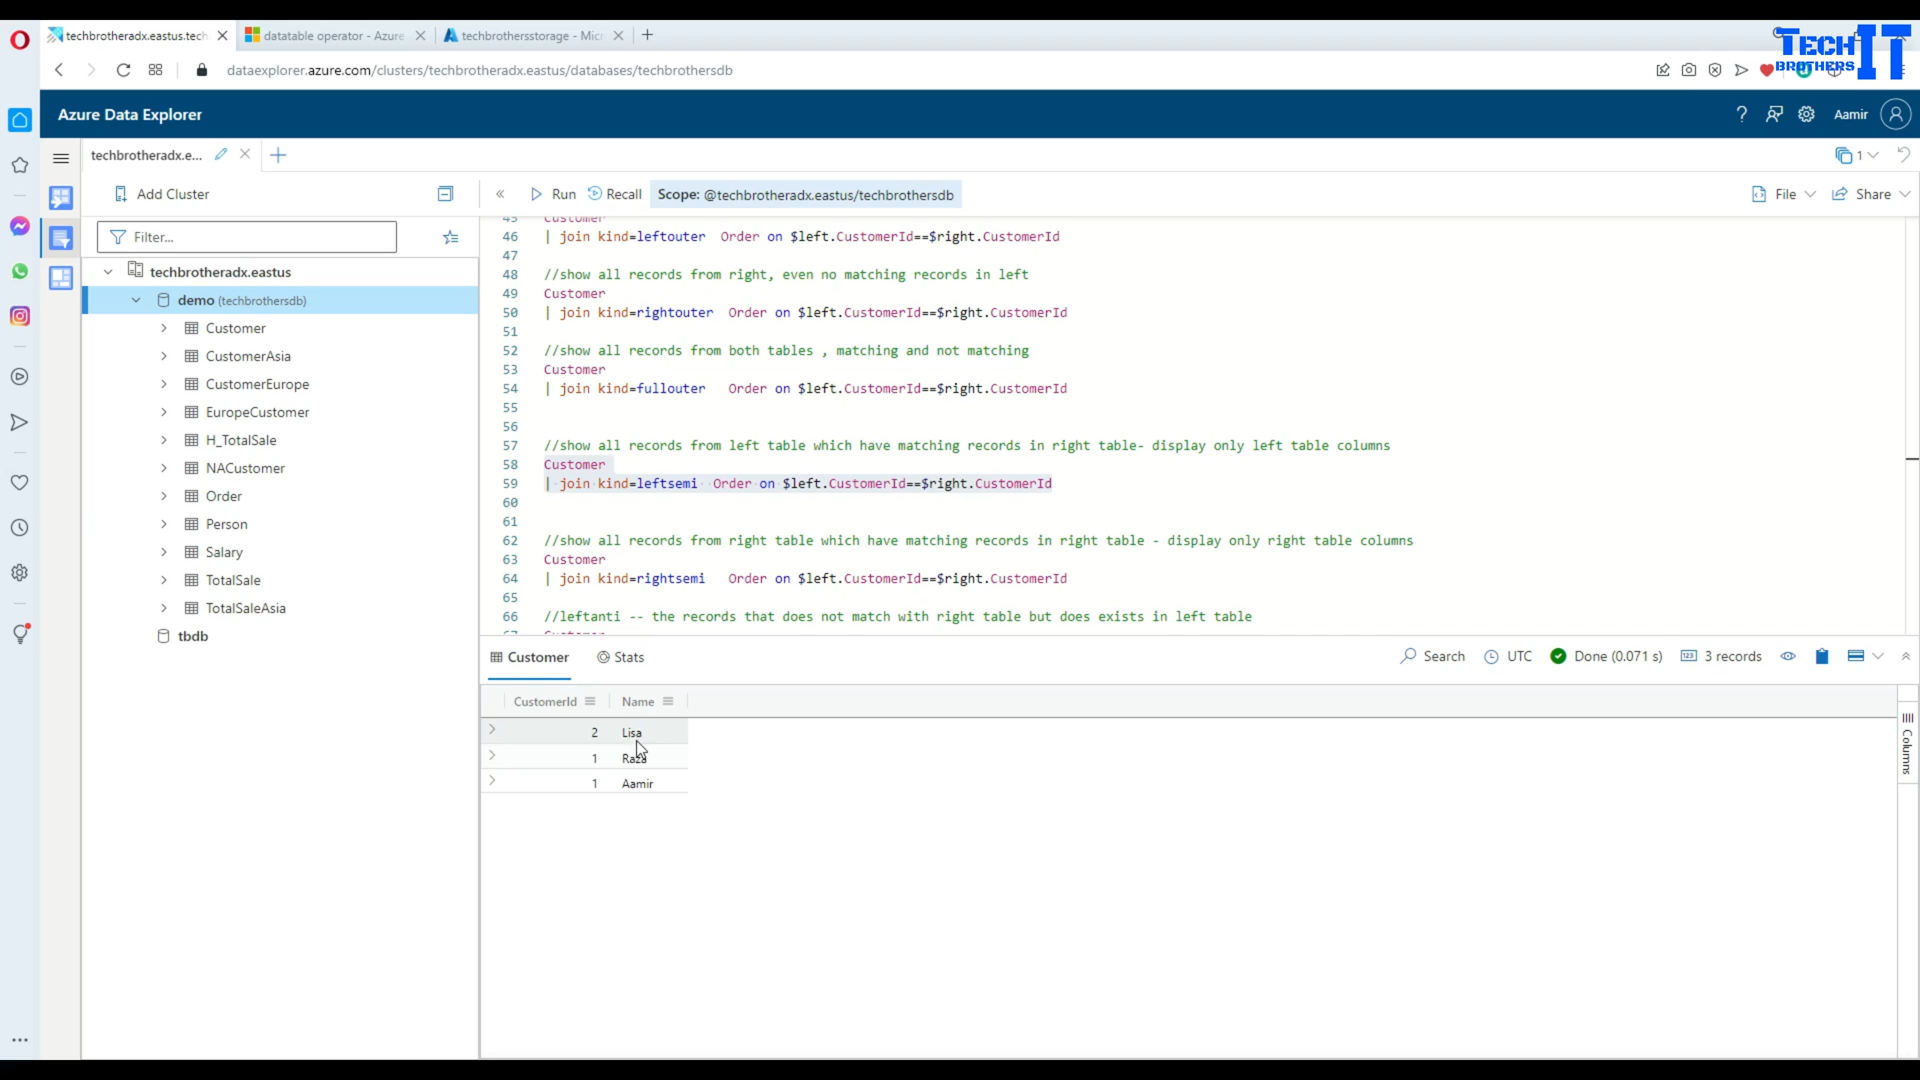 techbrotheradx.eastus.tech
datatable operator - Azure
techbrothersstorage - Micr
TECH IT
BROTHERS
dataexplorer.azure.com/clusters/techbrotheradx.eastus/databases/techbrothersdb
Azure Data Explorer
Aamir
techbrotheradx.e...
1
Add Cluster
Run
Recall
Scope: @techbrotheradx.eastus/techbrothersdb
File
Share
Filter...
techbrotheradx.eastus
demo (techbrothersdb)
Customer
CustomerAsia
CustomerEurope
EuropeCustomer
H_TotalSale
NACustomer
Order
Person
Salary
TotalSale
TotalSaleAsia
tbdb
45 Customer
46 | join kind=leftouter  Order on $left.CustomerId==$right.CustomerId
47
48 //show all records from right, even no matching records in left
49 Customer
50 | join kind=rightouter  Order on $left.CustomerId==$right.CustomerId
51
52 //show all records from both tables , matching and not matching
53 Customer
54 | join kind=fullouter   Order on $left.CustomerId==$right.CustomerId
55
56
57 //show all records from left table which have matching records in right table- display only left table columns
58 Customer
59 | join kind=leftsemi  Order on $left.CustomerId==$right.CustomerId
60
61
62 //show all records from right table which have matching records in right table - display only right table columns
63 Customer
64 | join kind=rightsemi   Order on $left.CustomerId==$right.CustomerId
65
66 //leftanti -- the records that does not match with right table but does exists in left table
67 Customer
Customer
Stats
Search
UTC
Done (0.071 s)
3 records
CustomerId
Name
2 Lisa
1 Raza
1 Aamir
Columns